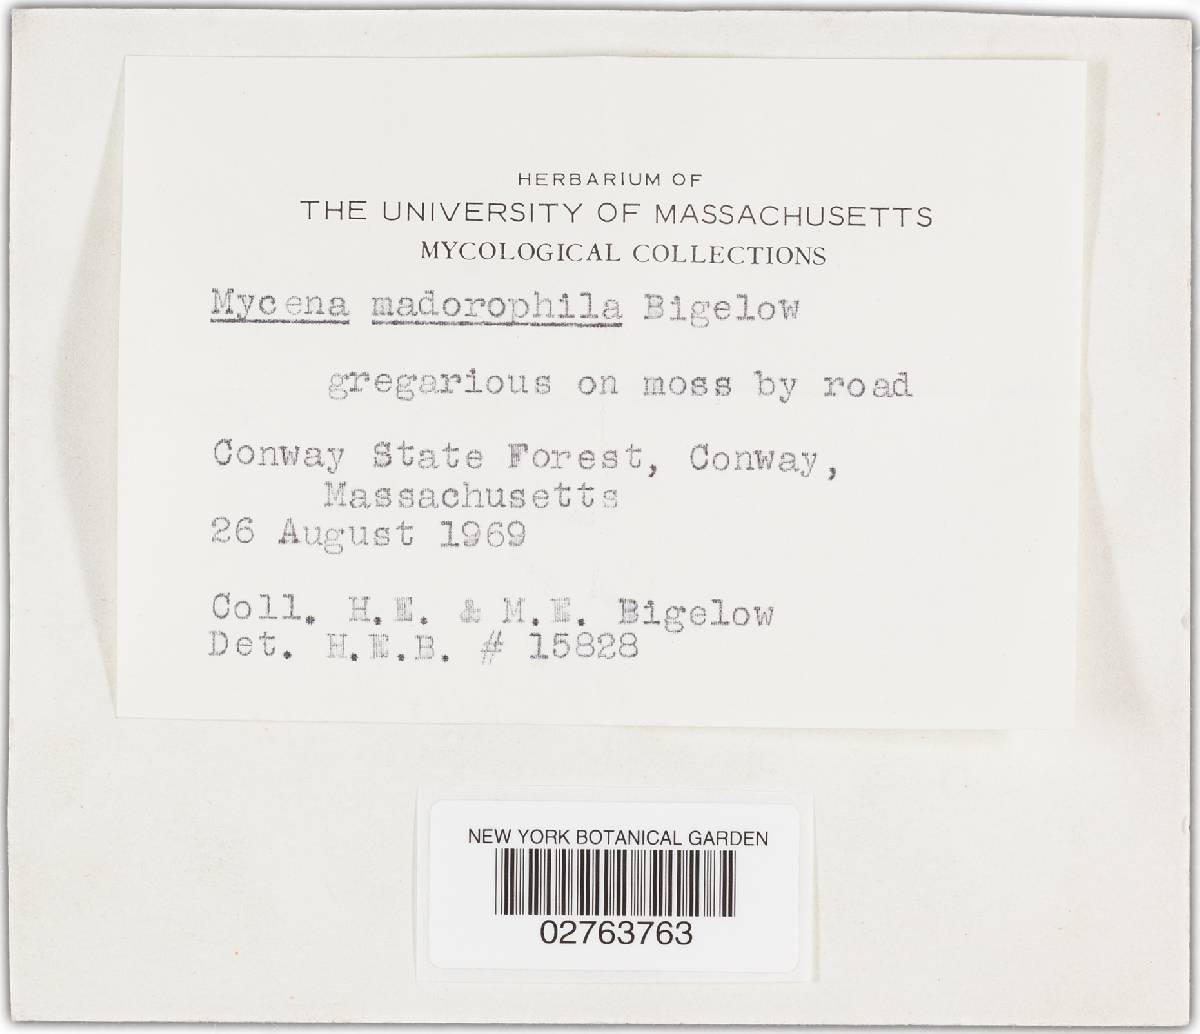 HERBARIUM OF
THE UNIVERSITY OF MASSACHUSETTS
MYCOLOGICAL COLLECTIONS
Mycena madorophila Bigelow
gregarious on moss by road
Conway State Forest, Conway,
Massachusetts
26 August 1969
Coll. H.E. & M.E. Bigelow
Det. H.E.B. # 15828
NEW YORK BOTANICAL GARDEN
02763763